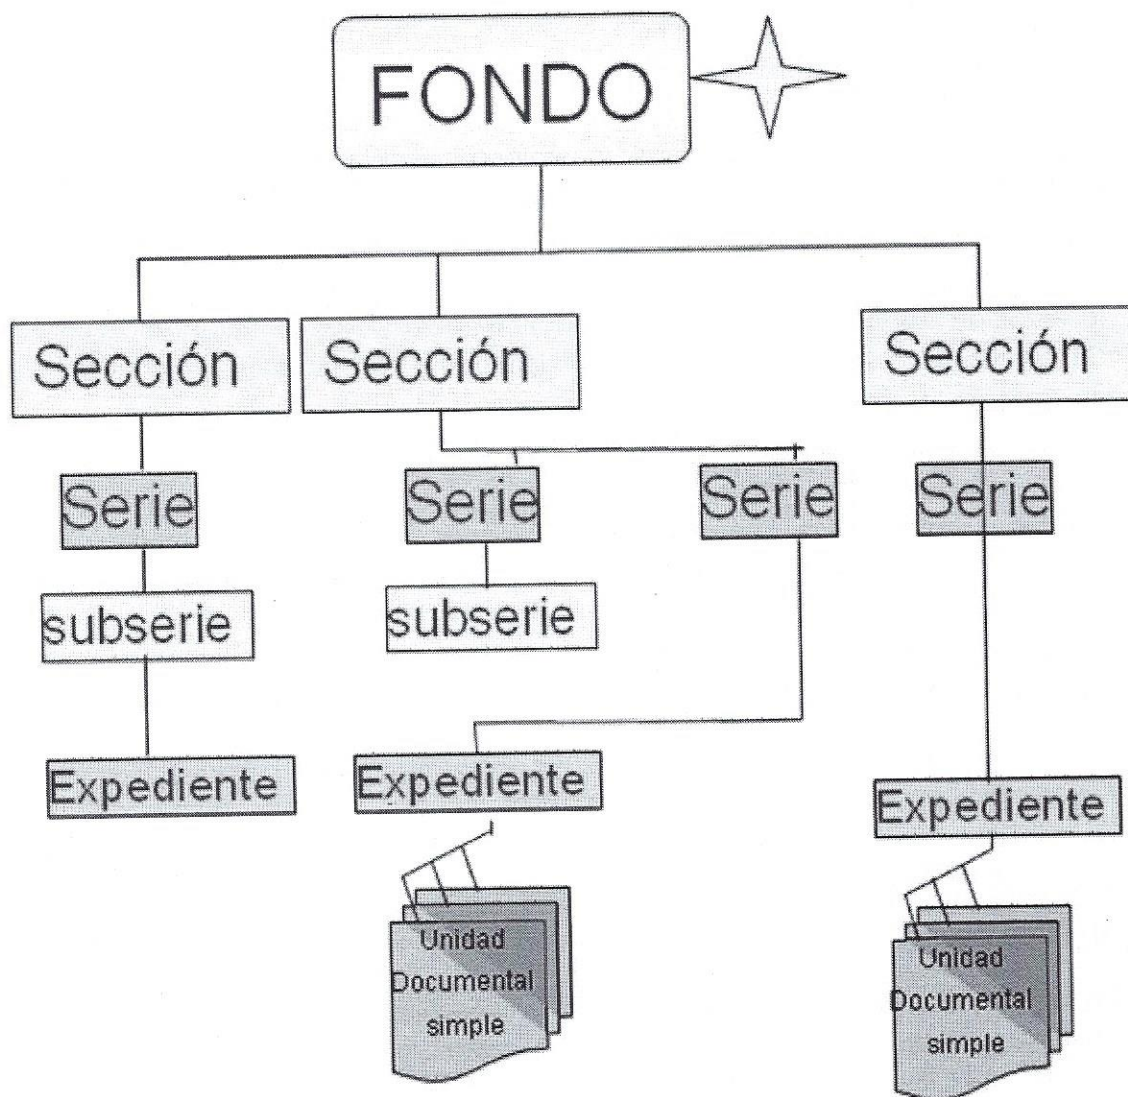 FONDO
Sección
Sección
Sección
Serie
Serie
Serie
Serie
subserie
subserie
Expediente
Expediente
Expediente
Unidad
Documental
simple
Unidad
Documental
simple